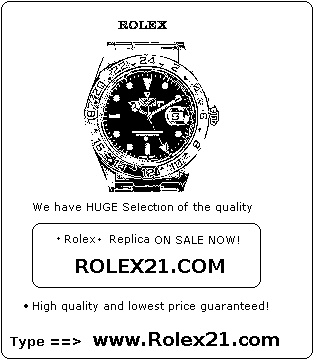 ROLEX
We have HUGE Selection of the quality
• Rolex • Replica ON SALE NOW!
ROLEX21.COM
• High quality and lowest price guaranteed!
Type ==> www.Rolex21.com